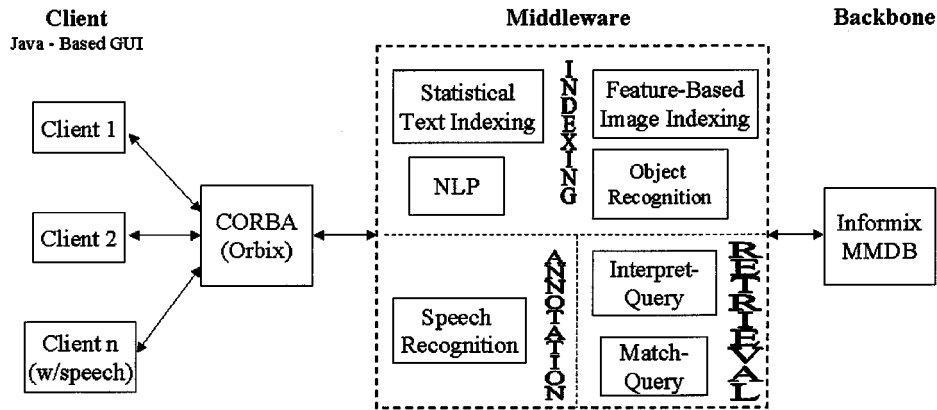 Client
Java - Based GUI
Middleware
Backbone
Client 1
Client 2
Client n
(w/speech)
CORBA
(Orbix)
Statistical
Text Indexing
NLP
INDEXING
Feature-Based
Image Indexing
Object
Recognition
Speech
Recognition
ANNOTATION
Interpret-
Query
Match-
Query
RETRIEVAL
Informix
MMDB